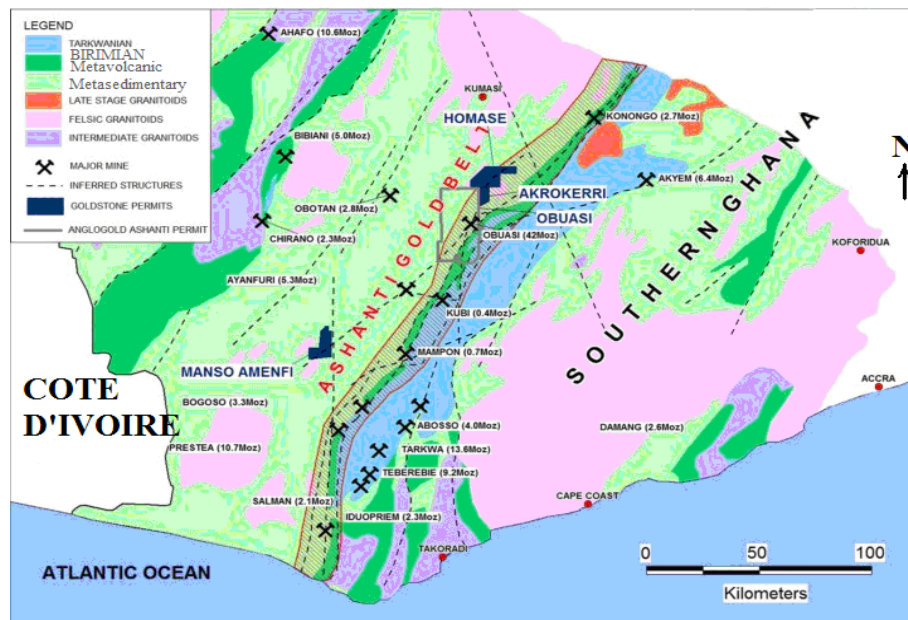 LEGEND
TARKWANIAN
BIRIMIAN
Metavolcanic
Metasedimentary
LATE STAGE GRANITOIDS
FELSIC GRANITOIDS
INTERMEDIATE GRANITOIDS
MAJOR MINE
INFERRED STRUCTURES
GOLDSTONE PERMITS
ANGLOGOLD ASHANTI PERMIT
AHAFO (10.6Moz)
KUMASI
HOMASE
KONONGO (2.7Moz)
BIBIANI (5.0Moz)
N
AKYEM (6.4Moz)
OBOTAN (2.8Moz)
AKROKERRI
OBUASI
CHIRANO (2.3Moz)
OBUASI (42Moz)
KOFORIDUA
AYANFURI (5.3Moz)
KUBI (0.4Moz)
ASHANTI GOLD BELT
SOUTHERN GHANA
MAMPON (0.7Moz)
MANSO AMENFI
COTE
D'IVOIRE
ACCRA
BOGOSO (3.3Moz)
ABOSSO (4.0Moz)
DAMANG (2.6Moz)
PRESTEA (10.7Moz)
TARKWA (13.6Moz)
TEBEREBIE (9.2Moz)
SALMAN (2.1Moz)
CAPE COAST
IDUOPRIEM (2.3Moz)
TAKORADI
ATLANTIC OCEAN
0 50 100
Kilometers